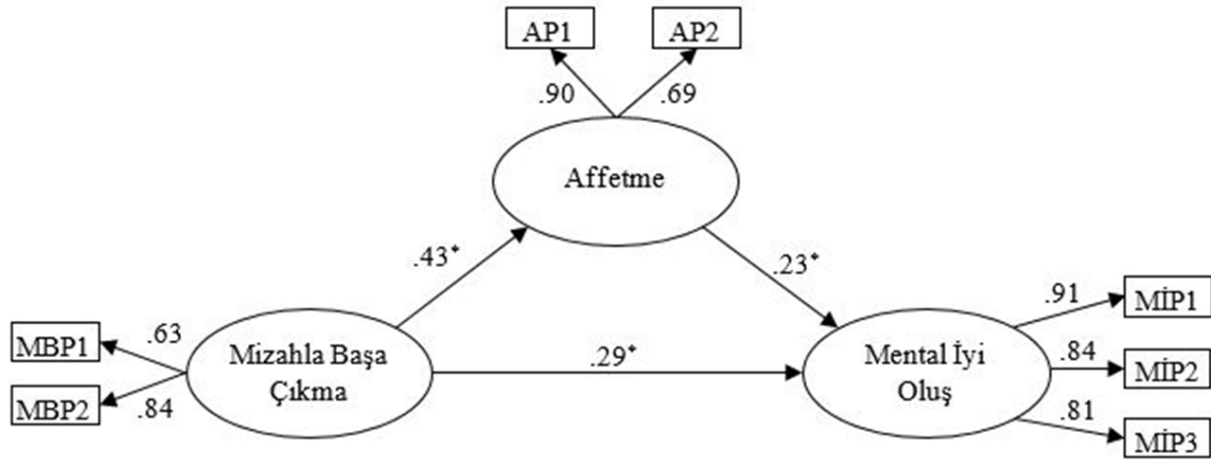 AP1
AP2
.90
.69
Affetme
.43*
.23*
MBP1
.63
MBP2
.84
Mizahla Başa
Çıkma
.29*
Mental İyi
Oluş
.91
MİP1
.84
MİP2
.81
MİP3